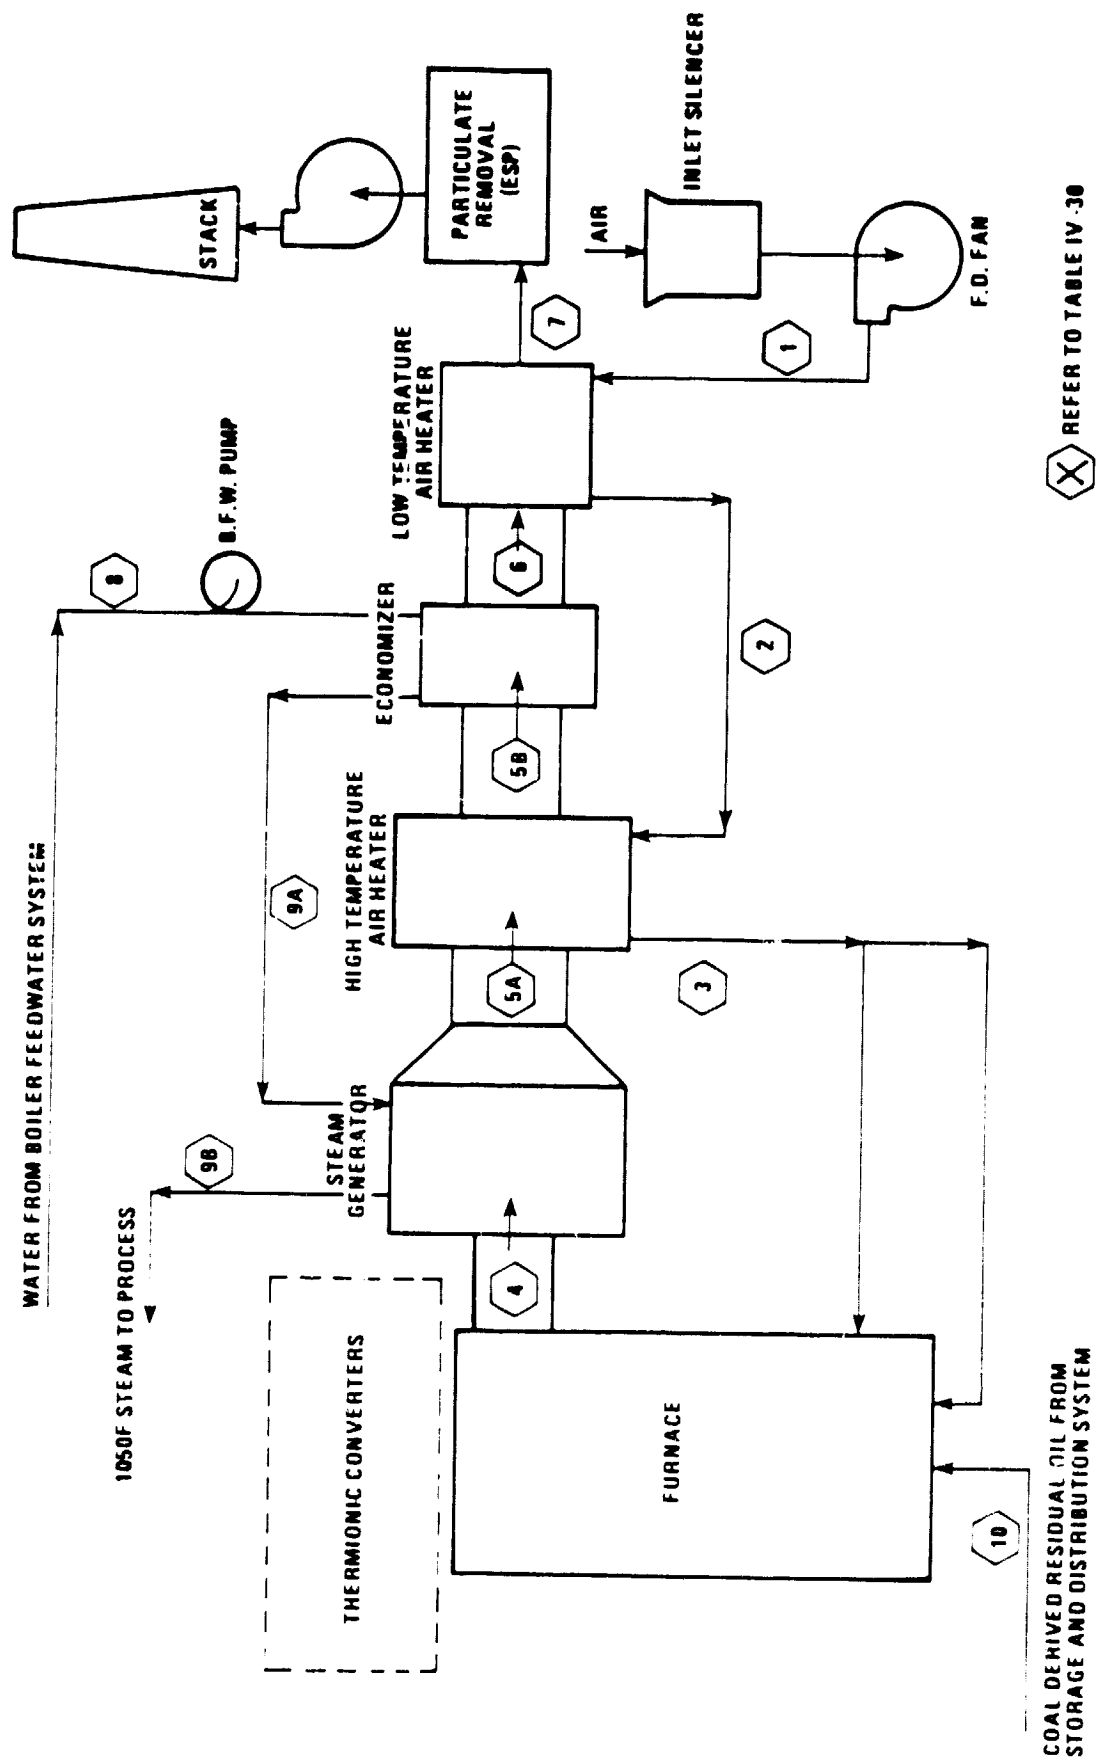 WATER FROM BOILER FEEDWATER SYSTEM
1050F STEAM TO PROCESS
9B
9A
8
B.F.W. PUMP
STACK
THERMIONIC CONVERTERS
STEAM
GENERATOR
HIGH TEMPERATURE
AIR HEATER
ECONOMIZER
LOW TEMPERATURE
AIR HEATER
PARTICULATE
REMOVAL
(ESP)
4
5A
5B
6
7
AIR
INLET SILENCER
FURNACE
3
2
1
F.D. FAN
10
COAL DERIVED RESIDUAL OIL FROM
STORAGE AND DISTRIBUTION SYSTEM
X REFER TO TABLE IV-30